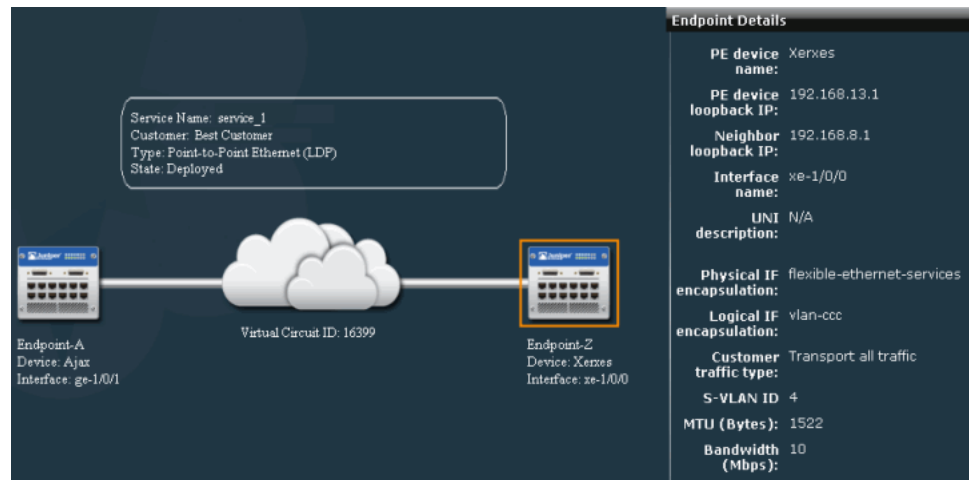 Service Name: service_1
Customer: Best Customer
Type: Point-to-Point Ethernet (LDP)
State: Deployed
Juniper
Juniper
Virtual Circuit ID: 16399
Endpoint-A
Device: Ajax
Interface: ge-1/0/1
Endpoint-Z
Device: Xerxes
Interface: xe-1/0/0
Endpoint Details
PE device name: Xerxes
PE device loopback IP: 192.168.13.1
Neighbor loopback IP: 192.168.8.1
Interface name: xe-1/0/0
UNI description: N/A
Physical IF encapsulation: flexible-ethernet-services
Logical IF encapsulation: vlan-ccc
Customer traffic type: Transport all traffic
S-VLAN ID 4
MTU (Bytes): 1522
Bandwidth (Mbps): 10